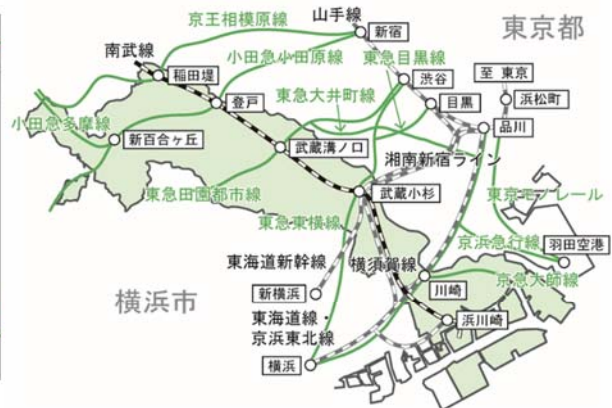 京王相模原線
山手線
新宿
東京都
南武線
小田急小田原線
東急目黒線
稲田堤
渋谷
至 東京
登戸
東急大井町線
目黒
浜松町
品川
小田急多摩線
新百合ヶ丘
武蔵溝ノ口
湘南新宿ライン
東急田園都市線
武蔵小杉
東京モノレール
東急東横線
京浜急行線
羽田空港
東海道新幹線
横須賀線
川崎
京急大師線
横浜市
新横浜
東海道線・
京浜東北線
浜川崎
横浜